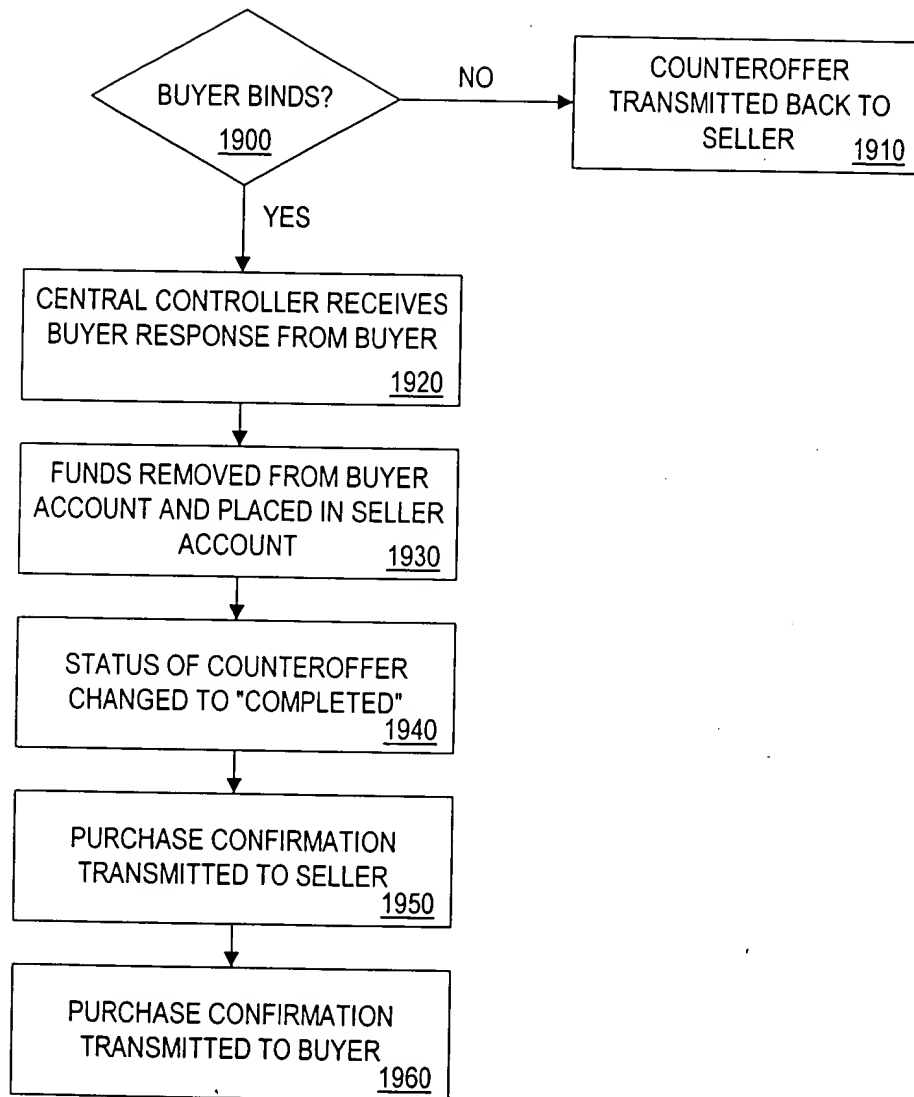 BUYER BINDS?
1900
NO
COUNTEROFFER
TRANSMITTED BACK TO
SELLER
1910
YES
CENTRAL CONTROLLER RECEIVES
BUYER RESPONSE FROM BUYER
1920
FUNDS REMOVED FROM BUYER
ACCOUNT AND PLACED IN SELLER
ACCOUNT
1930
STATUS OF COUNTEROFFER
CHANGED TO "COMPLETED"
1940
PURCHASE CONFIRMATION
TRANSMITTED TO SELLER
1950
PURCHASE CONFIRMATION
TRANSMITTED TO BUYER
1960